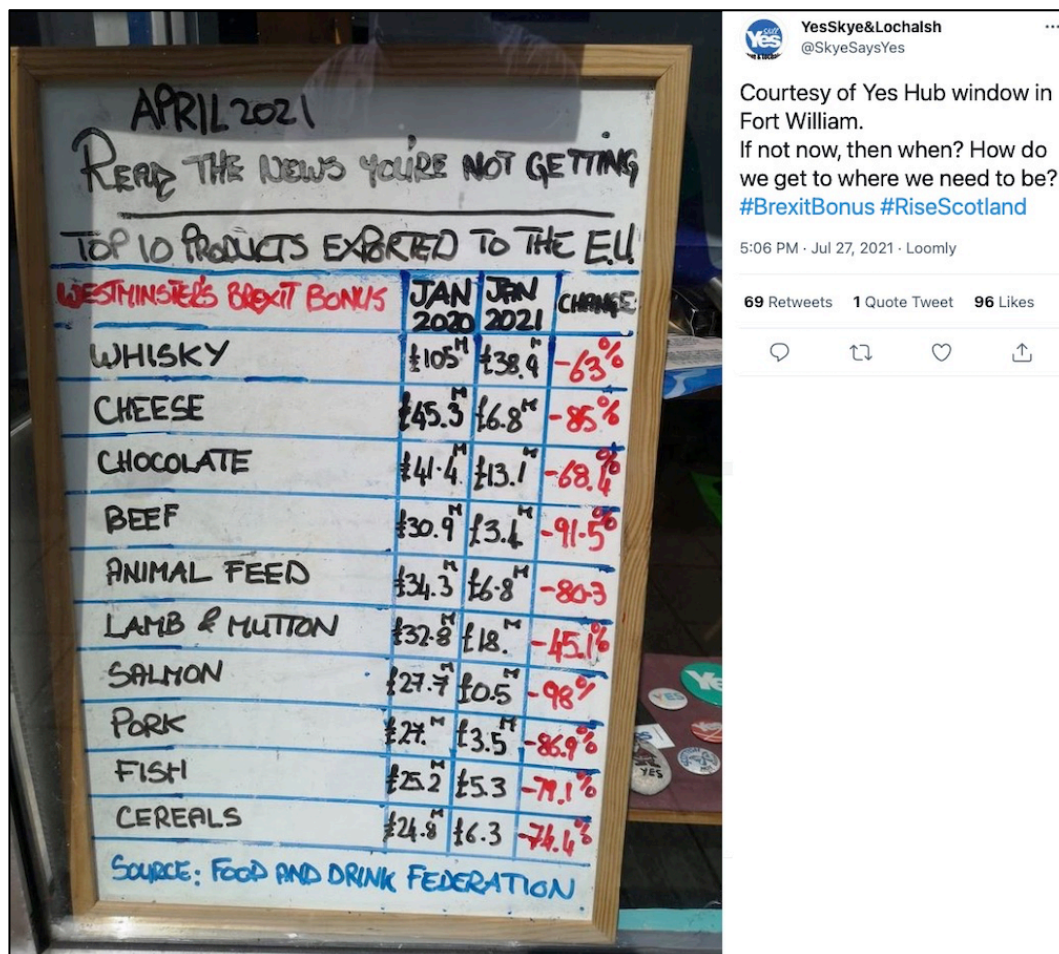 APRIL 2021
READ THE NEWS YOU'RE NOT GETTING
TOP 10 PRODUCTS EXPORTED TO THE E.U.
WESTMINSTER'S BREXIT BONUS JAN 2020 JAN 2021 CHANGE
WHISKY £105M £38.4M -63%
CHEESE £45.3M £6.8M -85%
CHOCOLATE £41.4M £13.1M -68.4%
BEEF £30.9M £3.1M -91.5%
ANIMAL FEED £34.3M £6.8M -80.3
LAMB & MUTTON £32.8M £18.M -45.1%
SALMON £27.7M £0.5M -98%
PORK £27.M £3.5M -86.9%
FISH £25.2M £5.3 -79.1%
CEREALS £24.8M £6.3 -74.4%
SOURCE: FOOD AND DRINK FEDERATION
YES
YES
Yes
Still
Yes
YesSkye&Lochalsh
@SkyeSaysYes
Courtesy of Yes Hub window in
Fort William.
If not now, then when? How do
we get to where we need to be?
#BrexitBonus #RiseScotland
5:06 PM · Jul 27, 2021 · Loomly
69 Retweets 1 Quote Tweet 96 Likes